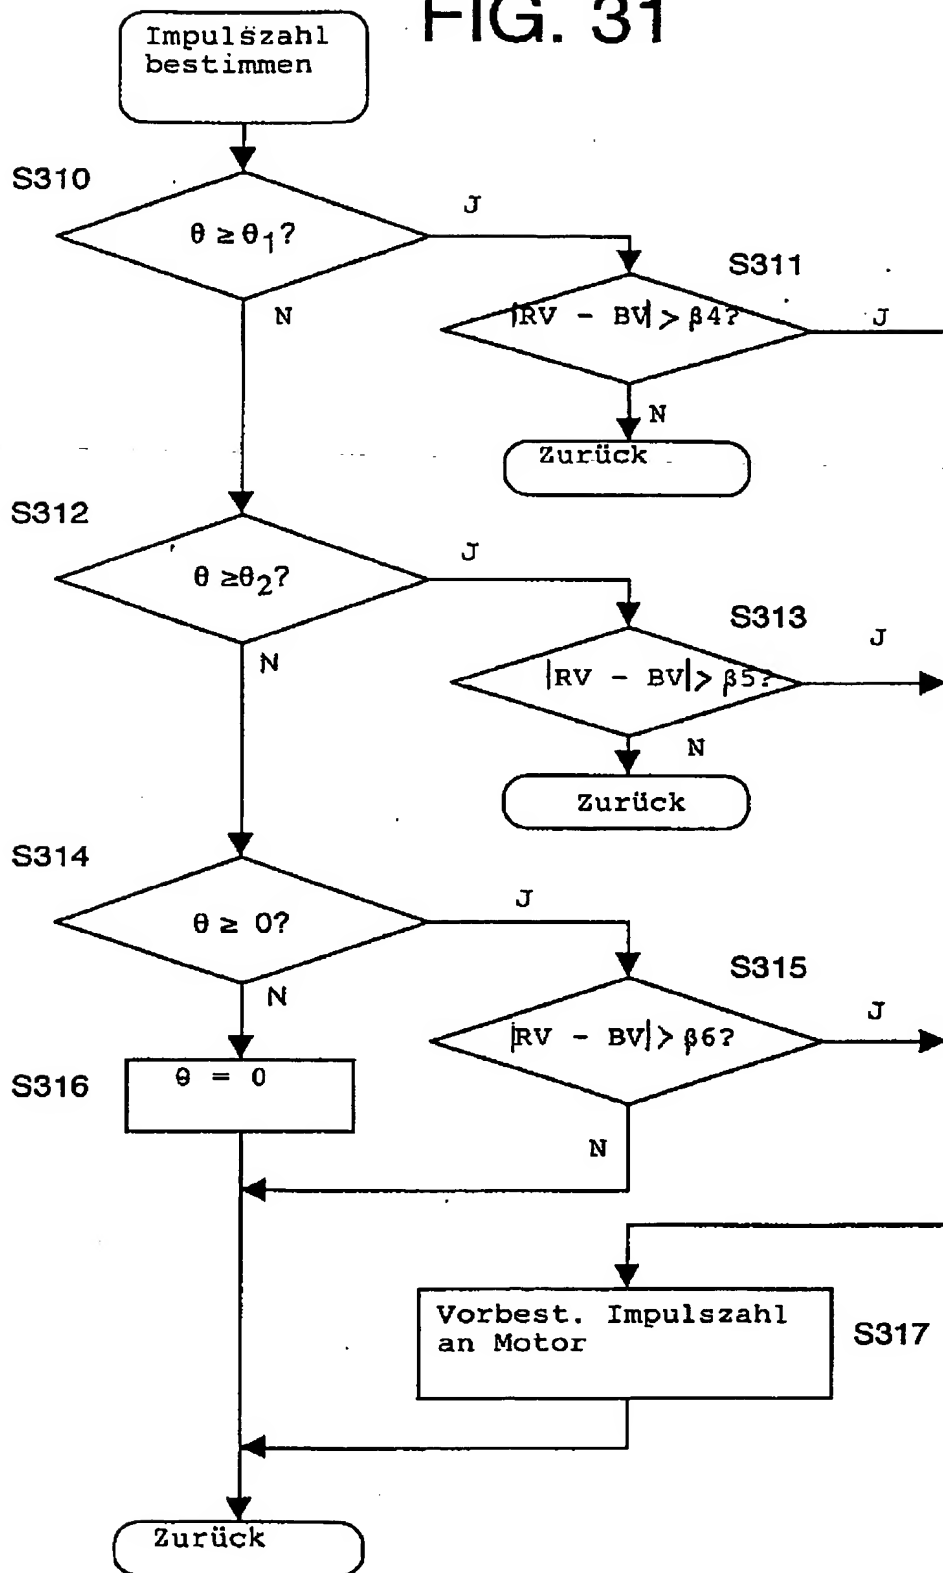 FIG. 31
Impulszahl
bestimmen
S310
θ ≥ θ1?
J
N
S311
|RV - BV| > β4?
J
N
Zurück
S312
θ ≥θ2?
J
N
S313
|RV - BV| > β5?
J
N
Zurück
S314
θ ≥ 0?
J
N
S315
|RV - BV| > β6?
J
N
S316
θ = 0
Vorbest. Impulszahl
an Motor
S317
Zurück